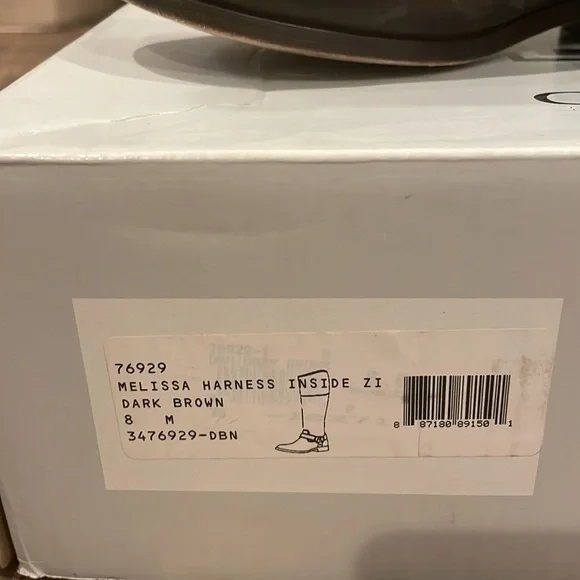 76929
MELISSA HARNESS INSIDE ZI
DARK BROWN
8 M
3476929-DBN
8 87180 89150 1